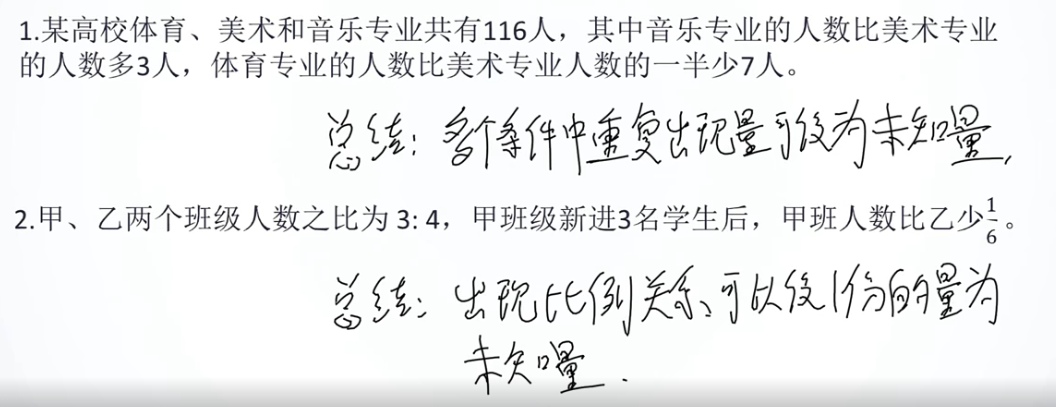 1.某高校体育、美术和音乐专业共有116人，其中音乐专业的人数比美术专业
的人数多3人，体育专业的人数比美术专业人数的一半少7人。
总结：多个条件中重复出现量可设为未知量，
2.甲、乙两个班级人数之比为 3: 4，甲班级新进3名学生后，甲班人数比乙少1/6。
总结：出现比例关系、可以设1份的量为
未知量．